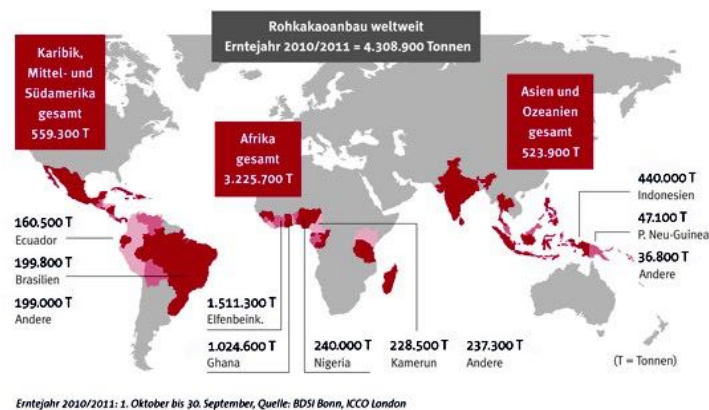 Rohkakaoanbau weltweit
Erntejahr 2010/2011 = 4.308.900 Tonnen
Karibik,
Mittel- und
Südamerika
gesamt
559.300 T
Afrika
gesamt
3.225.700 T
Asien und
Ozeanien
gesamt
523.900 T
160.500 T
Ecuador
199.800 T
Brasilien
199.000 T
Andere
1.511.300 T
Elfenbeink.
1.024.600 T
Ghana
240.000 T
Nigeria
228.500 T
Kamerun
237.300 T
Andere
440.000 T
Indonesien
47.100 T
P. Neu-Guinea
36.800 T
Andere
(T = Tonnen)
Erntejahr 2010/2011: 1. Oktober bis 30. September, Quelle: BDSI Bonn, ICCO London